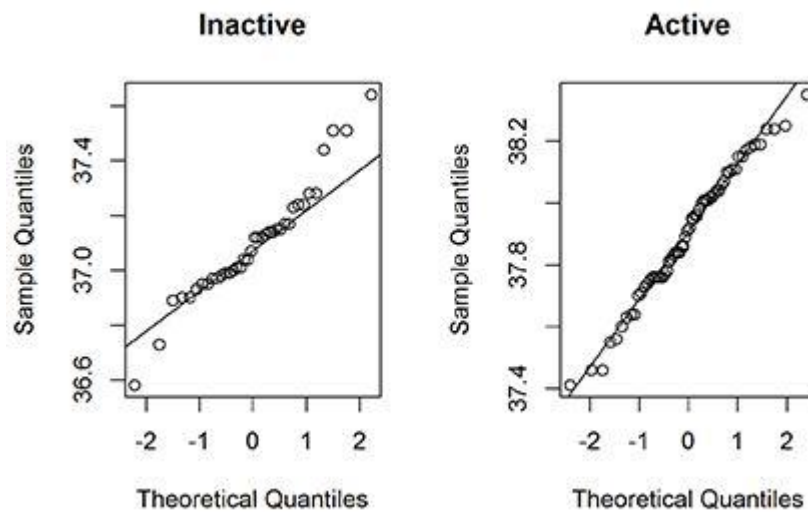 Inactive
Sample Quantiles
36.6 37.0 37.4
-2 -1 0 1 2
Theoretical Quantiles
Active
Sample Quantiles
37.4 37.8 38.2
-2 -1 0 1 2
Theoretical Quantiles